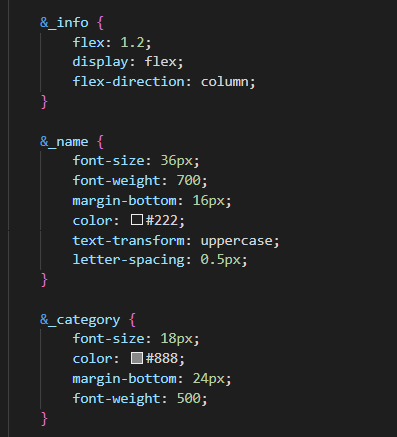 &_info {
flex: 1.2;
display: flex;
flex-direction: column;
}
&_name {
font-size: 36px;
font-weight: 700;
margin-bottom: 16px;
color: #222;
text-transform: uppercase;
letter-spacing: 0.5px;
}
&_category {
font-size: 18px;
color: #888;
margin-bottom: 24px;
font-weight: 500;
}